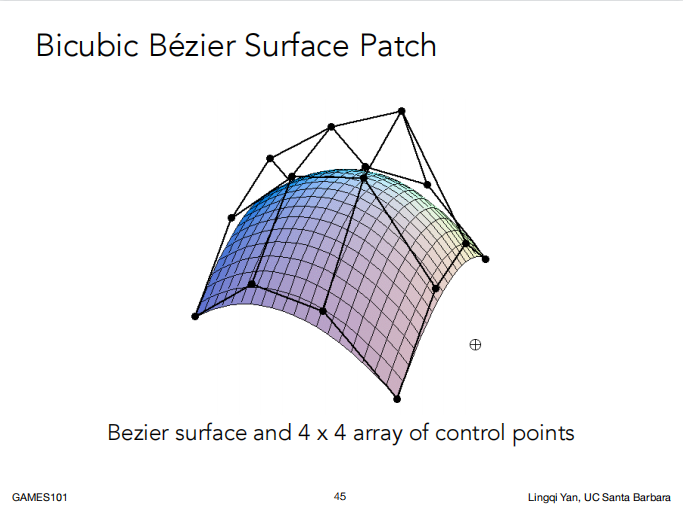 Bicubic Bézier Surface Patch
Bezier surface and 4 x 4 array of control points
GAMES101
45
Lingqi Yan, UC Santa Barbara